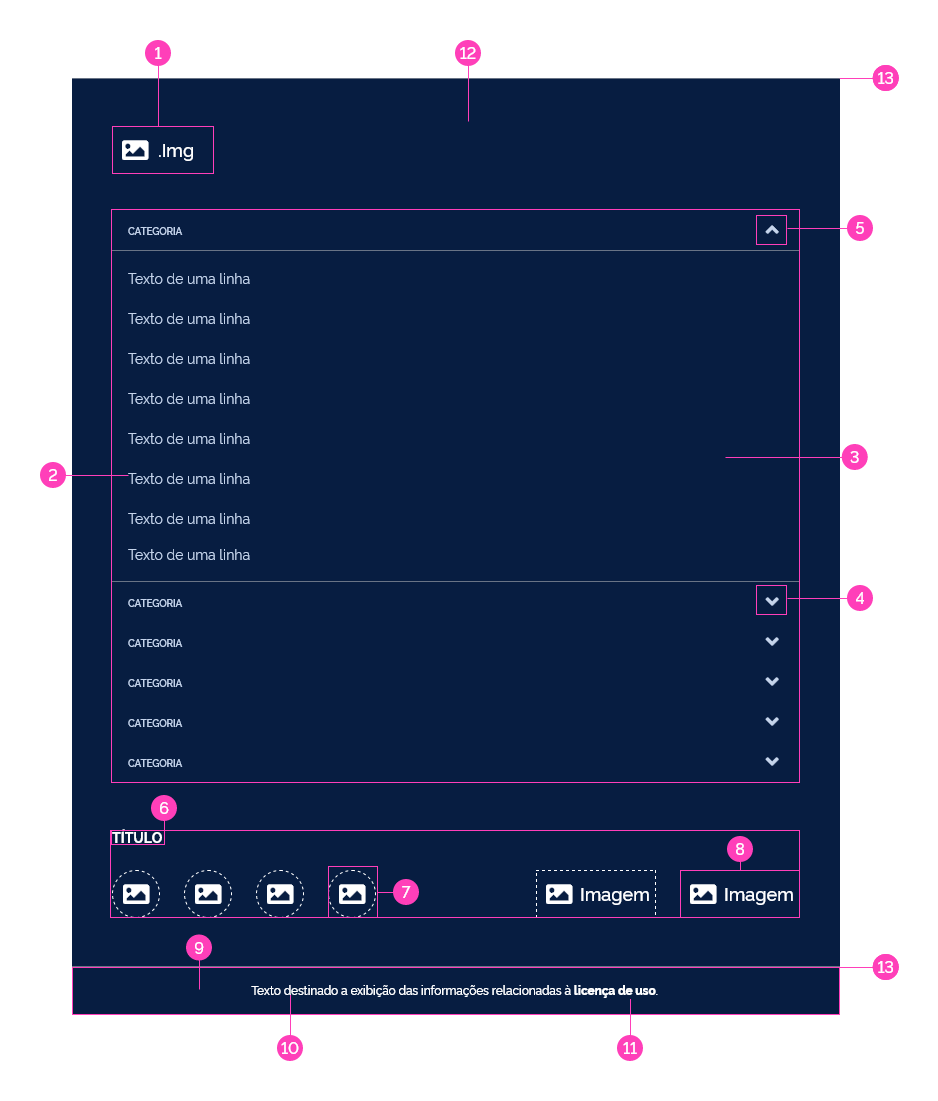 1
12
13
.Img
CATEGORIA
5
Texto de uma linha
Texto de uma linha
Texto de uma linha
Texto de uma linha
Texto de uma linha
3
2
Texto de uma linha
Texto de uma linha
Texto de uma linha
CATEGORIA
4
CATEGORIA
CATEGORIA
CATEGORIA
CATEGORIA
6
TÍTULO
8
7
Imagem
Imagem
9
13
Texto destinado a exibição das informações relacionadas à licença de uso.
10
11